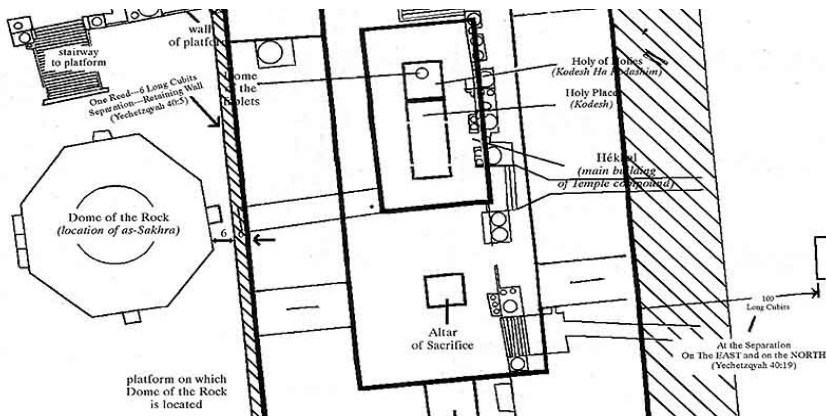 wall
of platform
stairway
to platform
One Reed—6 Long Cubits
Separation—Retaining Wall
(Yechetzqyah 40:5)
Dome
of the
Tablets
Holy of Holies
(Kodesh Ha Kodashim)
Holy Place
(Kodesh)
Hékhal
(main building
of Temple compound)
Dome of the Rock
(location of as-Sakhra)
6
6
Altar
of Sacrifice
100
Long Cubits
At the Separation
On The EAST and on the NORTH
(Yechetzqyah 40:19)
platform on which
Dome of the Rock
is located